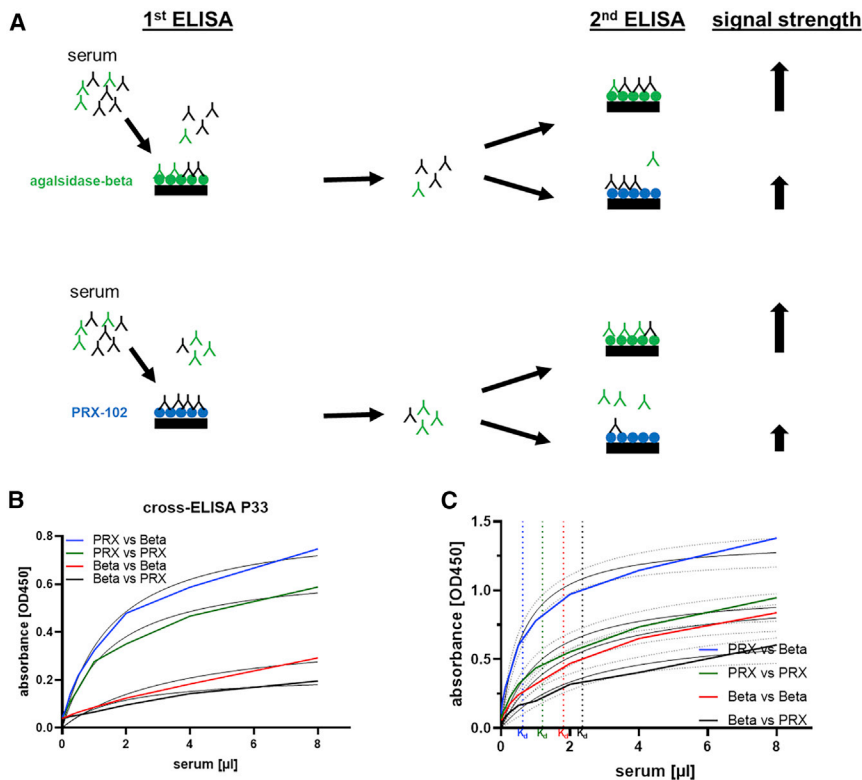 A
1st ELISA
2nd ELISA
signal strength
serum
agalsidase-beta
serum
PRX-102
B
cross-ELISA P33
PRX vs Beta
PRX vs PRX
Beta vs Beta
Beta vs PRX
absorbance [OD450]
0.8
0.6
0.4
0.2
0.0
0
2
4
6
8
serum [µl]
C
absorbance [OD450]
1.5
1.0
0.5
0.0
PRX vs Beta
PRX vs PRX
Beta vs Beta
Beta vs PRX
0
Kd
Kd
Kd
2
Kd
4
6
8
serum [µl]